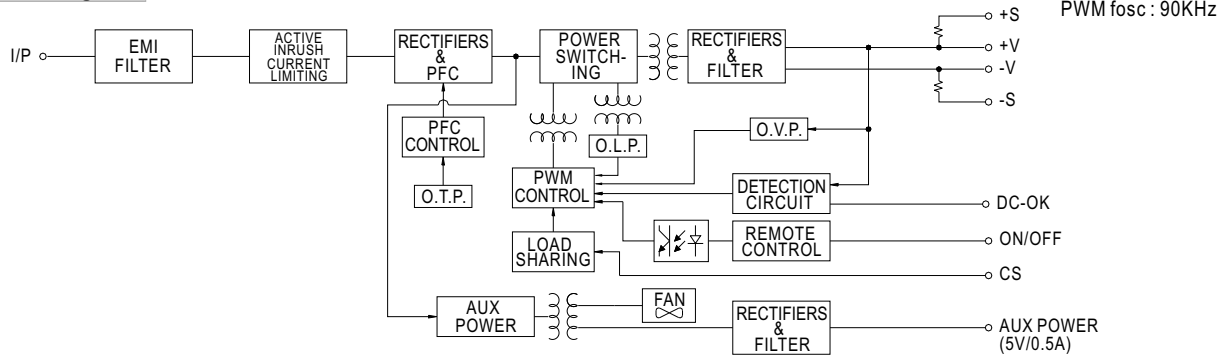 PWM fosc : 90KHz
I/P
EMI
FILTER
ACTIVE
INRUSH
CURRENT
LIMITING
RECTIFIERS
&
PFC
POWER
SWITCH-
ING
RECTIFIERS
&
FILTER
+S
+V
-V
-S
PFC
CONTROL
O.T.P.
O.L.P.
O.V.P.
PWM
CONTROL
DETECTION
CIRCUIT
DC-OK
REMOTE
CONTROL
ON/OFF
LOAD
SHARING
CS
AUX
POWER
FAN
RECTIFIERS
&
FILTER
AUX POWER
(5V/0.5A)